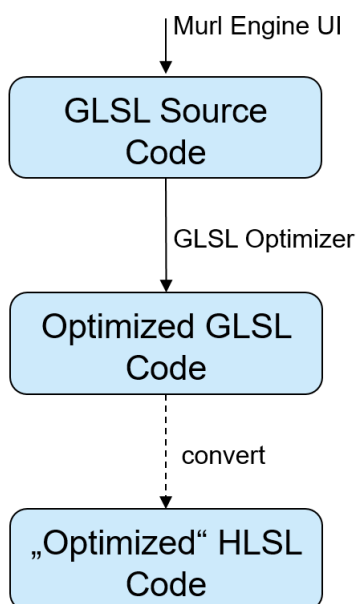 Murl Engine UI
GLSL Source
Code
GLSL Optimizer
Optimized GLSL
Code
convert
„Optimized“ HLSL
Code